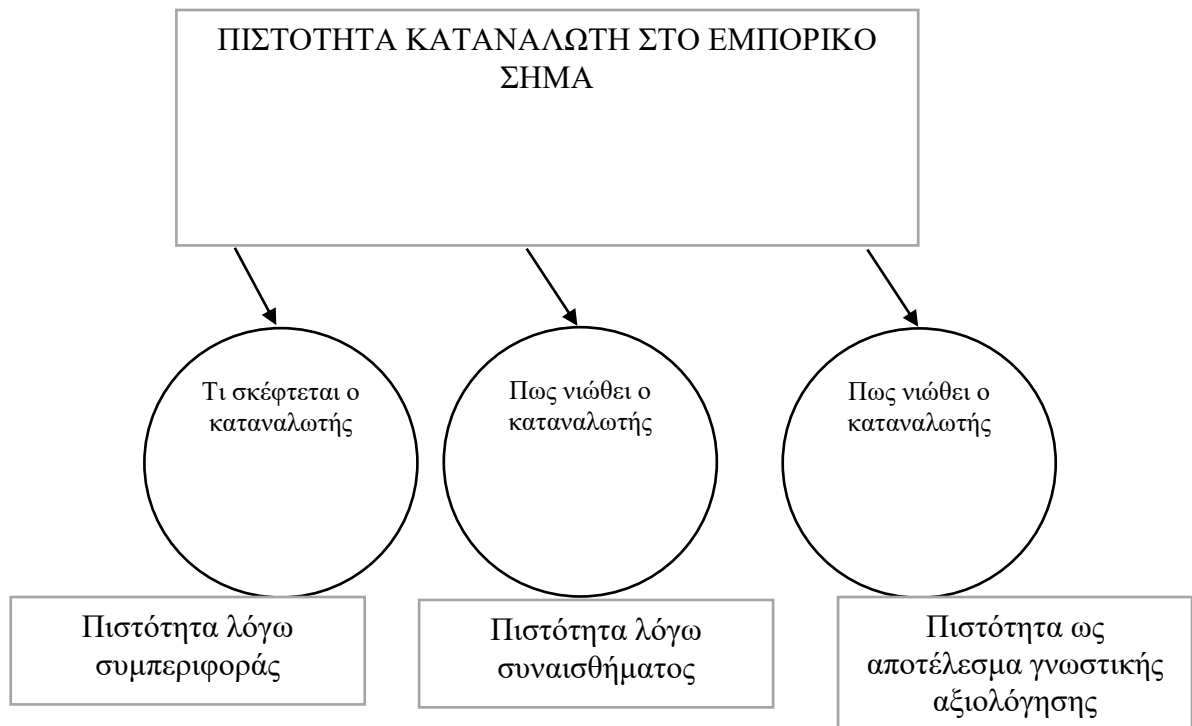 ΠΙΣΤΟΤΗΤΑ ΚΑΤΑΝΑΛΩΤΗ ΣΤΟ ΕΜΠΟΡΙΚΟ
ΣΗΜΑ
Τι σκέφτεται ο
καταναλωτής
Πως νιώθει ο
καταναλωτής
Πως νιώθει ο
καταναλωτής
Πιστότητα λόγω
συμπεριφοράς
Πιστότητα λόγω
συναισθήματος
Πιστότητα ως
αποτέλεσμα γνωστικής
αξιολόγησης